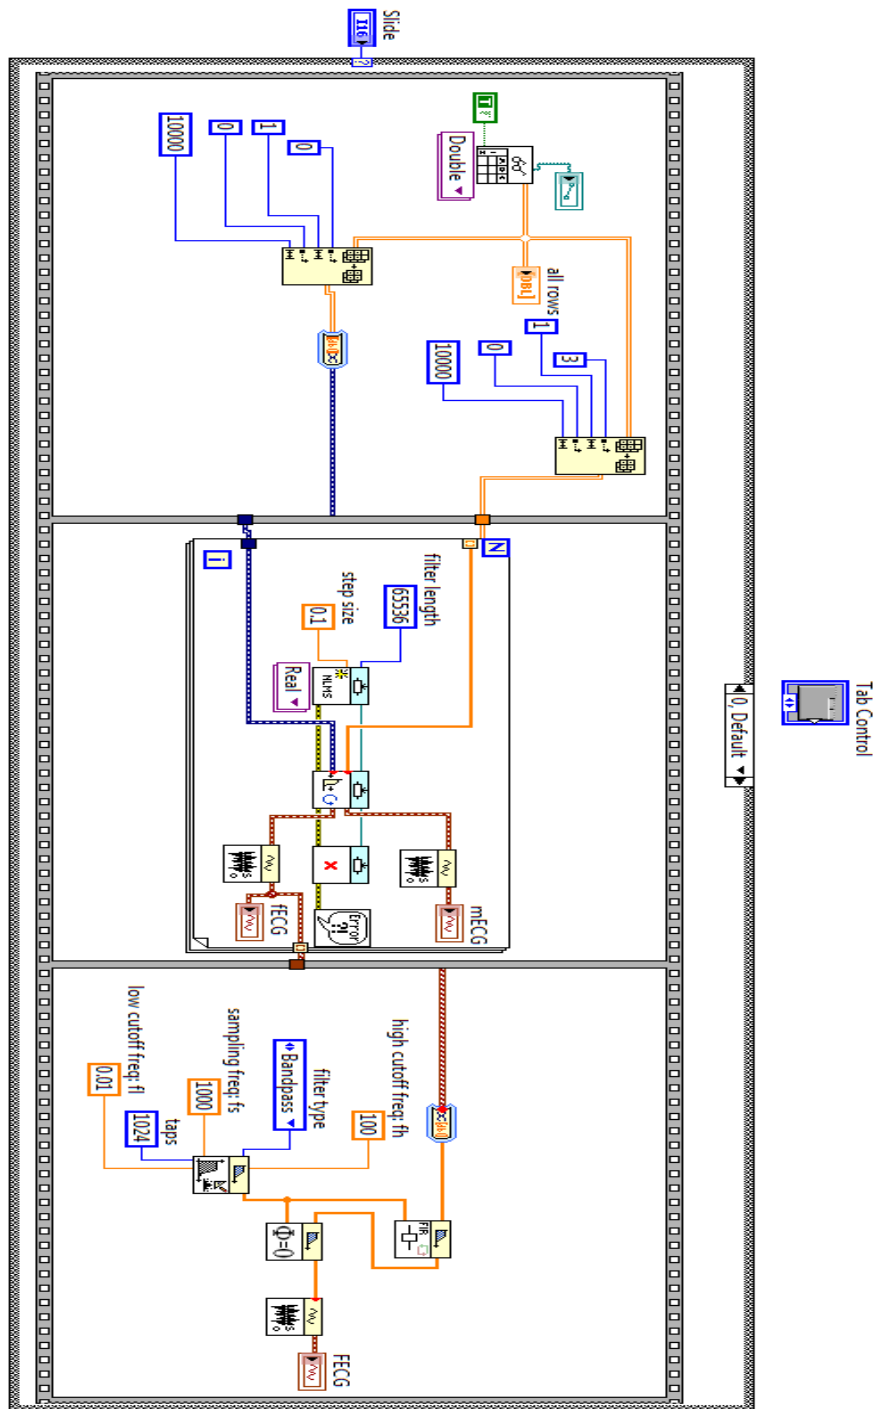 Tab Control
0, Default
Slide
I16
T
Double
all rows
DBL]
0
1
0
10000
3
1
0
10000
N
i
filter length
65536
step size
0.1
NLMS
Real
mECG
fECG
Error
?!
high cutoff freq: fh
100
filter type
Bandpass
sampling freq: fs
1000
taps
1024
low cutoff freq: fl
0.01
FIR
Φ=0
FECG